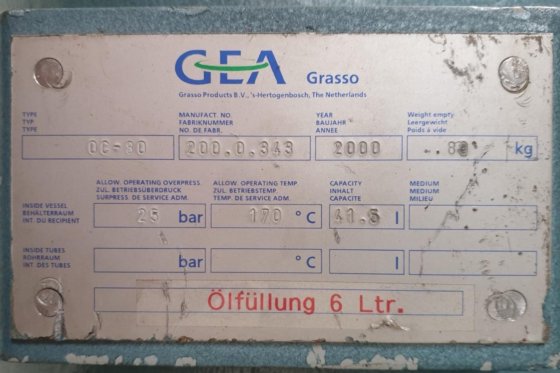 GEA Grasso
Grasso Products B.V., 's-Hertogenbosch, The Netherlands
TYPE MANUFACT. NO. YEAR Weight empty
TYP FABRIKNUMMER BAUJAHR Leergewicht
TYPE NO. DE FABR. ANNEE Poids à vide
200.0.343 2000 kg
ALLOW. OPERATING OVERPRESS. ALLOW. OPERATING TEMP CAPACITY MEDIUM
INSIDE VESSEL ZUL. BETRIEBSÜBERDRUCK ZUL. BETRIEBSTEMP. INHALT MEDIUM
BEHÄLTERRAUM SURPRESS DE SERVICE ADM. TEMP. DE SERVICE ADM. CAPACITE MILIEU
INT. DU RECIPIENT 25 bar 170 °C 41.3 l
INSIDE TUBES
ROHRRAUM
INT. DES TUBES bar °C l
Ölfüllung 6 Ltr.